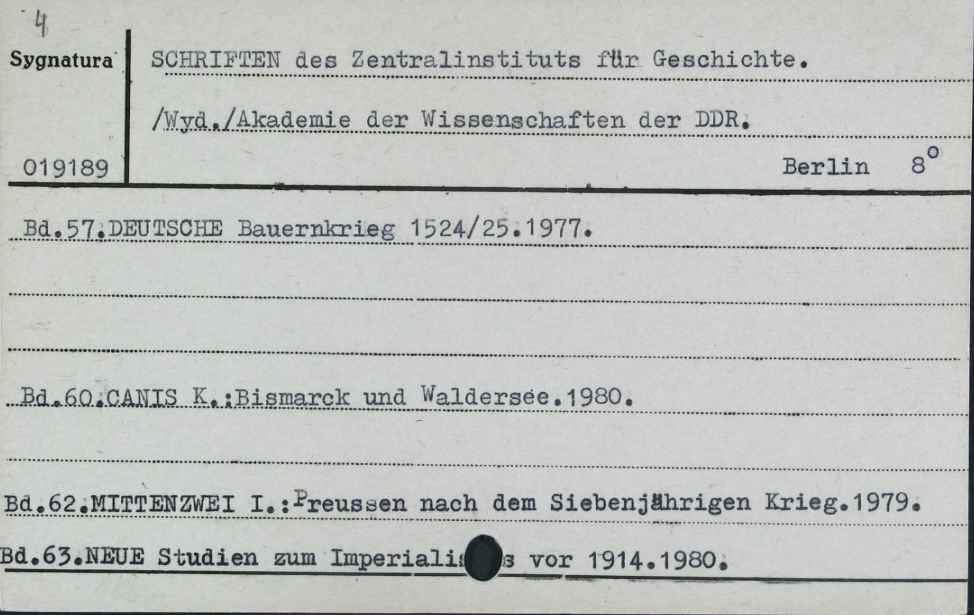 4
Sygnatura
SCHRIFTEN des Zentralinstituts für Geschichte.
/Wyd./Akademie der Wissenschaften der DDR.
019189
Berlin 8°
Bd.57.DEUTSCHE Bauernkrieg 1524/25.1977.
Bd.60.CANIS K.:Bismarck und Waldersee.1980.
Bd.62.MITTENZWEI I.:Preussen nach dem Siebenjährigen Krieg.1979.
Bd.63.NEUE Studien zum vor 1914.1980.